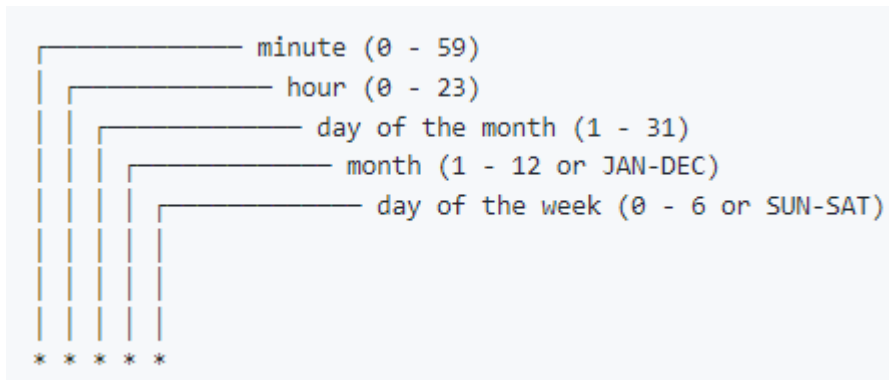 minute (0 - 59)
hour (0 - 23)
day of the month (1 - 31)
month (1 - 12 or JAN-DEC)
day of the week (0 - 6 or SUN-SAT)
* * * * *